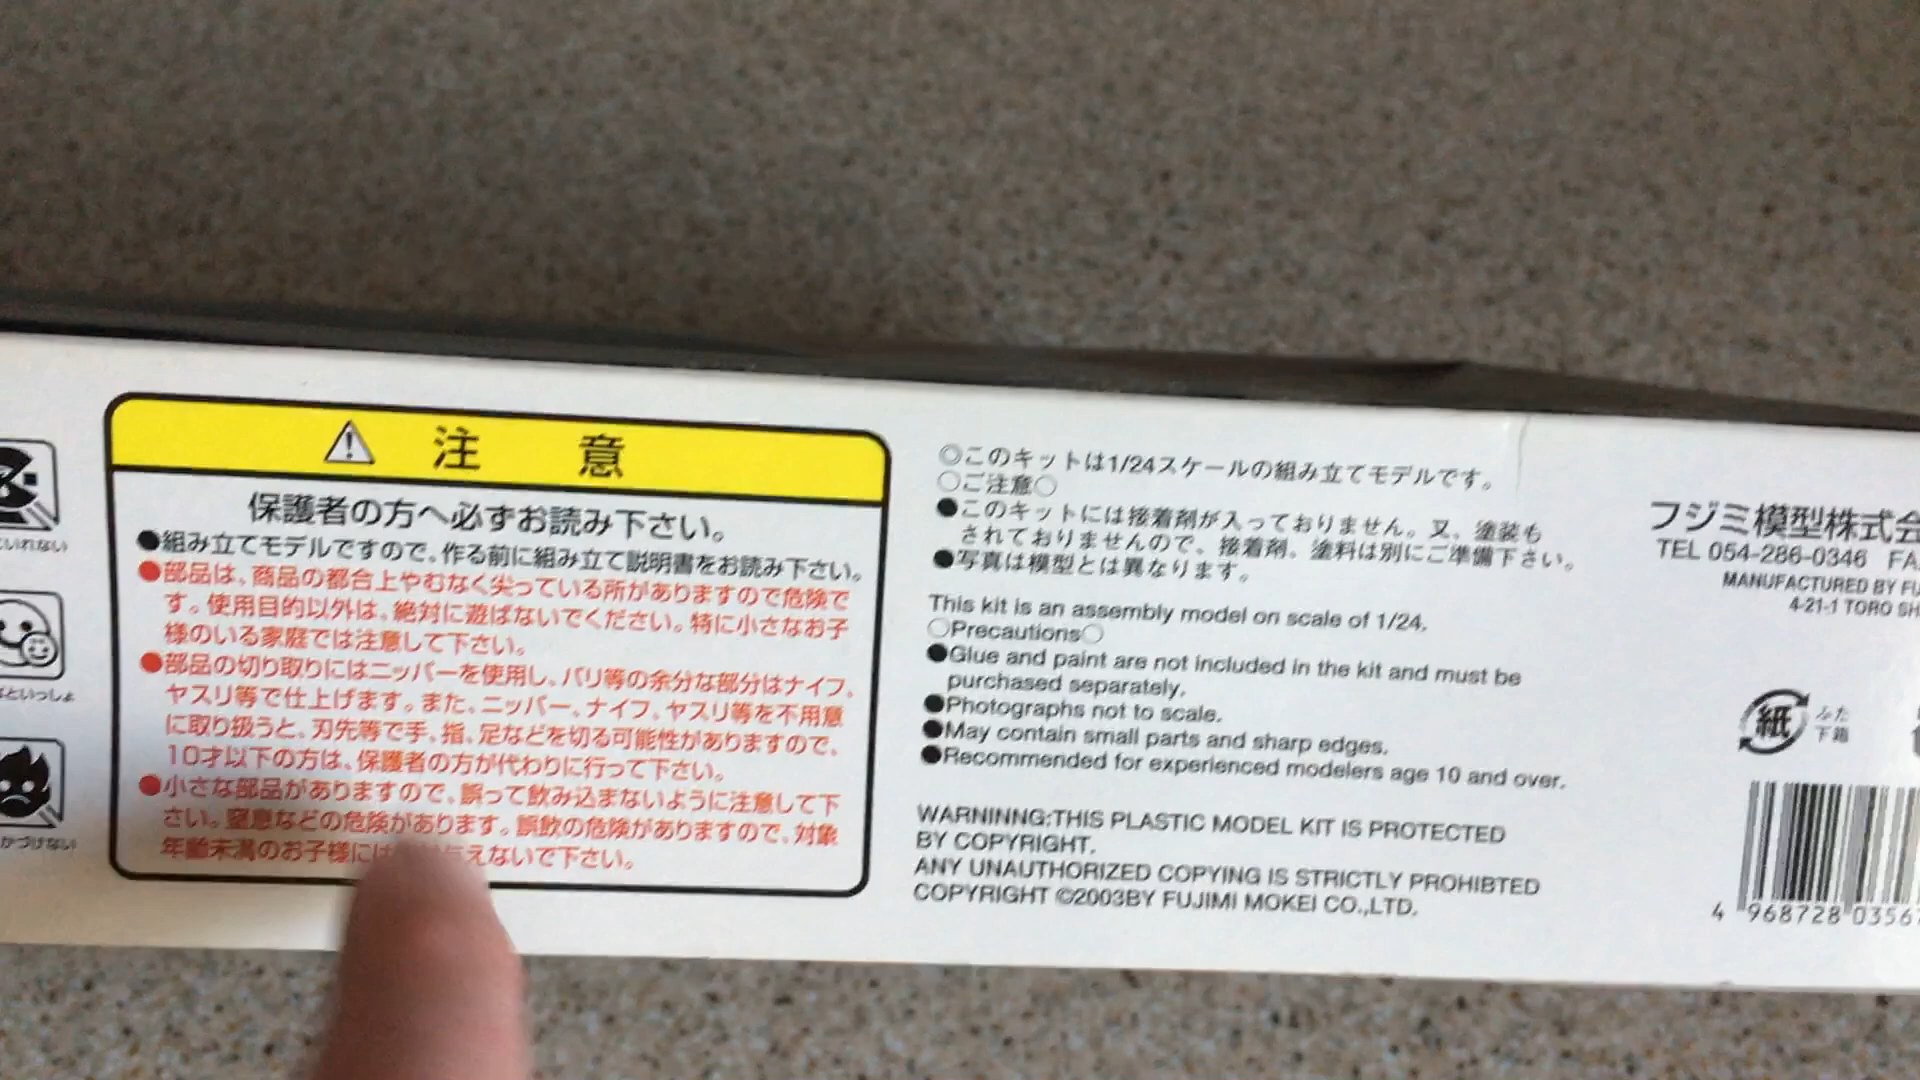 注 意
保護者の方へ必ずお読み下さい。
●組み立てモデルですので、作る前に組み立て説明書をお読み下さい。
●部品は、商品の都合上やむなく尖っている所がありますので危険で
す。使用目的以外は、絶対に遊ばないでください。特に小さなお子
様のいる家庭では注意して下さい。
●部品の切り取りにはニッパーを使用し、バリ等の余分な部分はナイフ、
ヤスリ等で仕上げます。また、ニッパー、ナイフ、ヤスリ等を不用意
に取り扱うと、刃先等で手、指、足などを切る可能性がありますので、
10才以下の方は、保護者の方が代わりに行って下さい。
●小さな部品がありますので、誤って飲み込まないように注意して下
さい。窒息などの危険があります。誤飲の危険がありますので、対象
年齢未満のお子様には えないで下さい。
いれない
といっしょ
かづけない
◎このキットは1/24スケールの組み立てモデルです。
○ご注意○
●このキットには接着剤が入っておりません。又、塗装も
されておりませんので、接着剤、塗料は別にご準備下さい。
●写真は模型とは異なります。
This kit is an assembly model on scale of 1/24.
○Precautions○
●Glue and paint are not included in the kit and must be
purchased separately.
●Photographs not to scale.
●May contain small parts and sharp edges.
●Recommended for experienced modelers age 10 and over.
WARNINNG:THIS PLASTIC MODEL KIT IS PROTECTED
BY COPYRIGHT.
ANY UNAUTHORIZED COPYING IS STRICTLY PROHIBTED
COPYRIGHT ©2003BY FUJIMI MOKEI CO.,LTD.
フジミ模型株式会
TEL 054-286-0346 FA
MANUFACTURED BY FU
4-21-1 TORO SH
紙
ふた
下箱
4 968728 0356